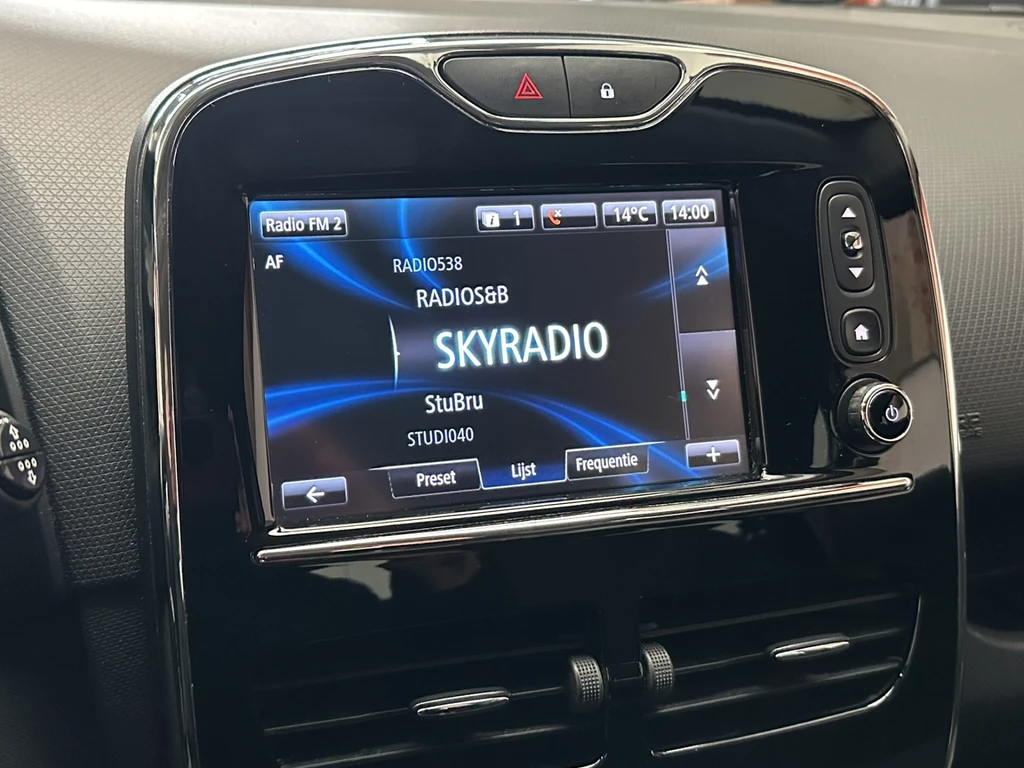 Radio FM 2
1
14°C
14:00
AF
RADIO538
RADIOS&B
SKYRADIO
StuBru
STUDIO40
Preset
Lijst
Frequentie
+